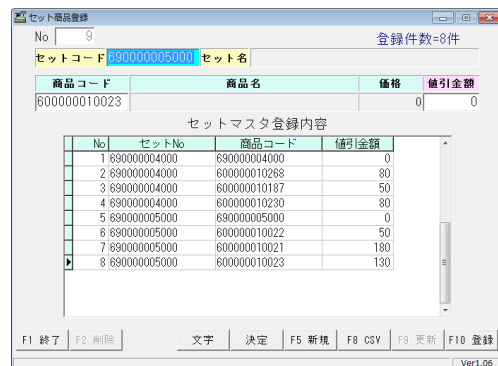 セット商品登録
No 9 登録件数=8件
セットコード 690000005000 セット名
商品コード 商品名 価格 値引金額
600000010023 0 0
セットマスタ登録内容
No セットNo 商品コード 値引金額
1 690000004000 690000004000 0
2 690000004000 600000010268 80
3 690000004000 600000010187 50
4 690000004000 600000010230 80
5 690000005000 690000005000 0
6 690000005000 600000010022 50
7 690000005000 600000010021 180
8 690000005000 600000010023 130
F1 終了 F2 削除 文字 決定 F5 新規 F8 CSV F9 更新 F10 登録
Ver1.06